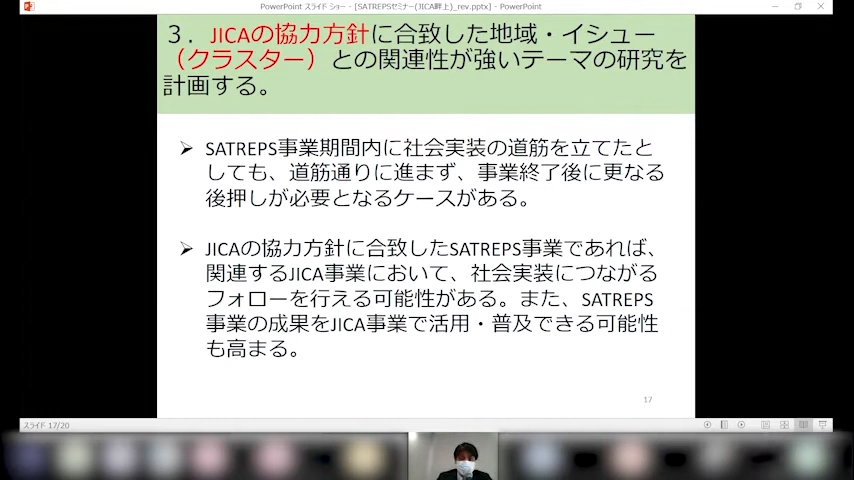 PowerPoint スライド ショー - [SATREPSセミナー(JICA畔上)_rev.pptx] - PowerPoint
３．JICAの協力方針に合致した地域・イシュー
（クラスター）との関連性が強いテーマの研究を
計画する。
➢ SATREPS事業期間内に社会実装の道筋を立てたと
しても、道筋通りに進まず、事業終了後に更なる
後押しが必要となるケースがある。
➢ JICAの協力方針に合致したSATREPS事業であれば、
関連するJICA事業において、社会実装につながる
フォローを行える可能性がある。また、SATREPS
事業の成果をJICA事業で活用・普及できる可能性
も高まる。
17
スライド 17/20